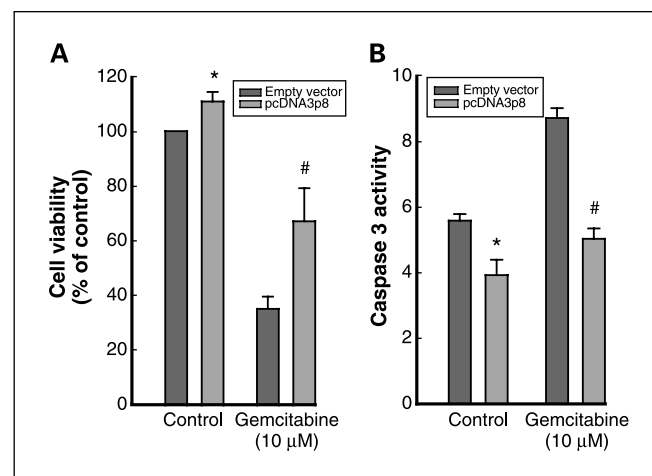 A
*
Empty vector
pcDNA3p8
#
120
100
80
60
40
20
0
Cell viability
(% of control)
Control
Gemcitabine
(10 µM)
B
Empty vector
pcDNA3p8
*
#
10
8
6
4
2
0
Caspase 3 activity
Control
Gemcitabine
(10 µM)